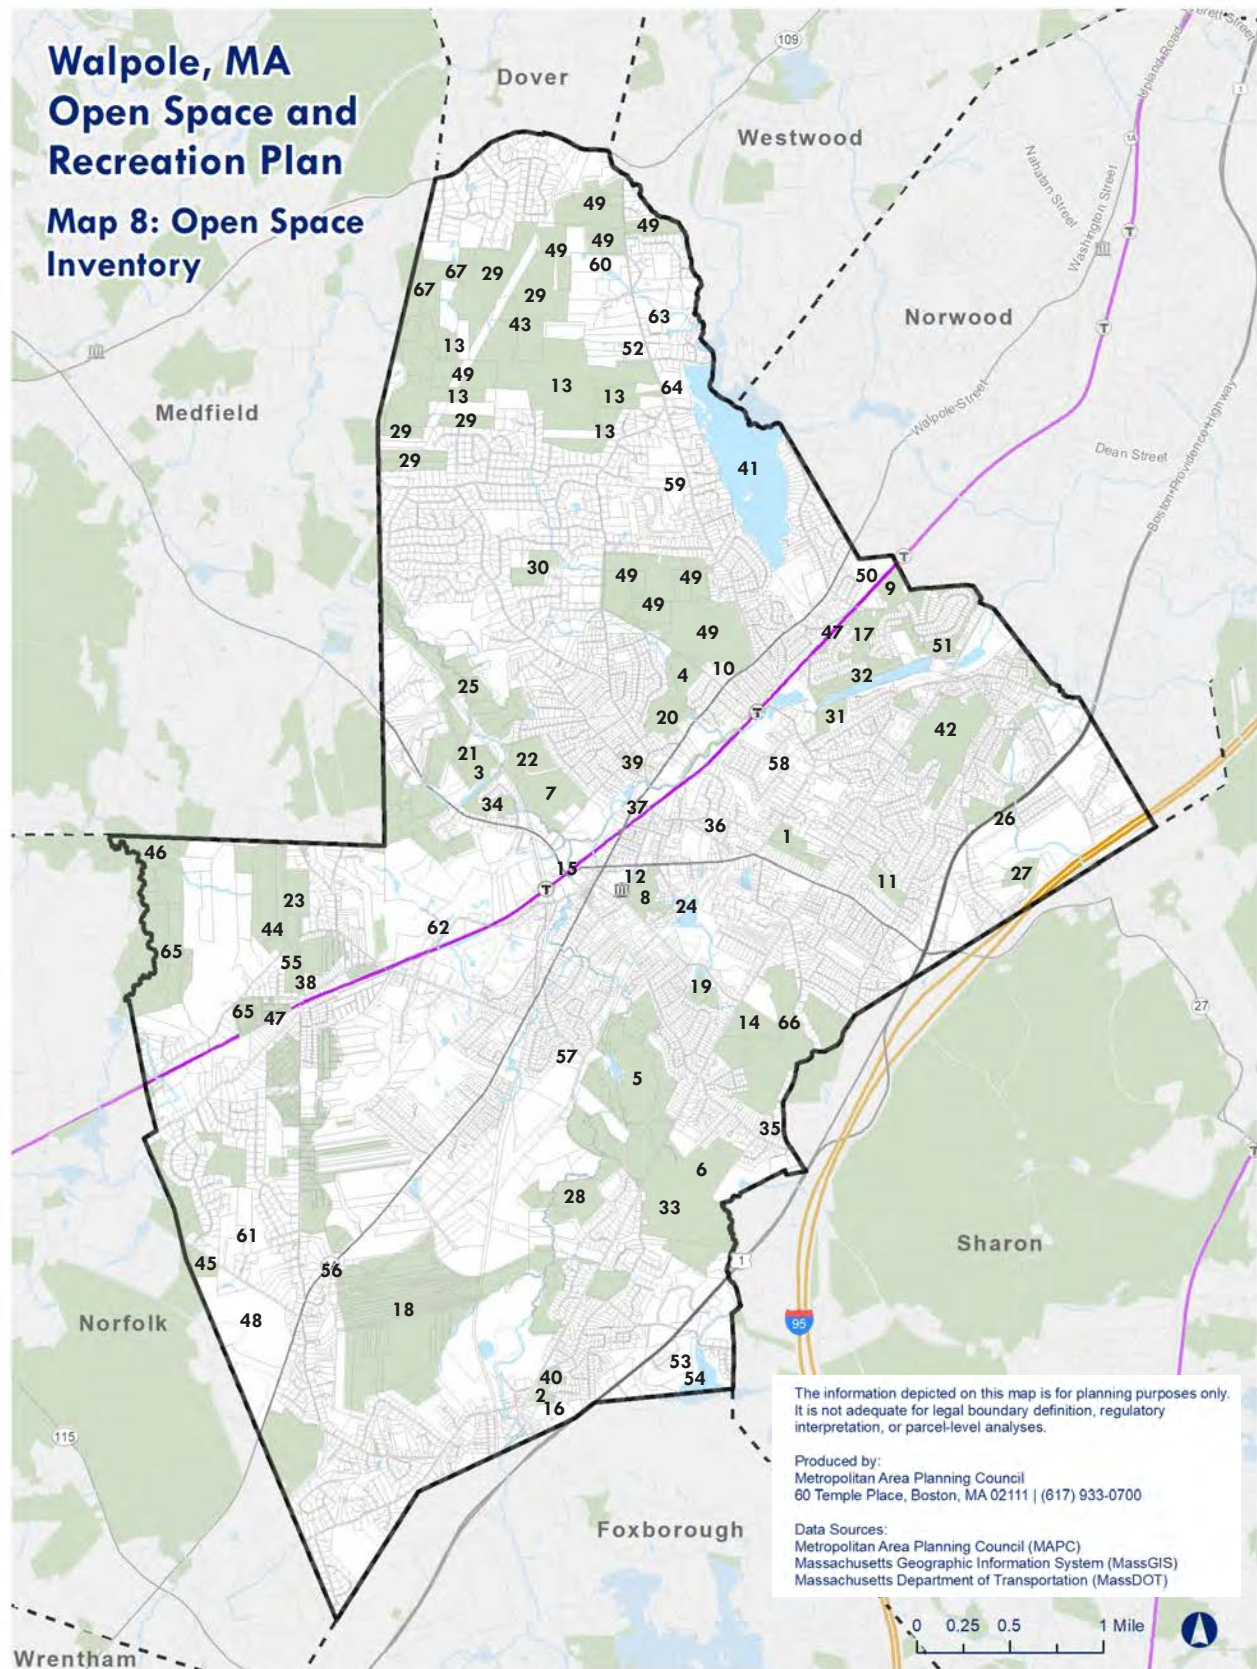 Walpole, MA
Open Space and
Recreation Plan
Map 8: Open Space
Inventory
Dover
109
Westwood
Everett Street
Upland Road
1
1A
Nahatan Street
Washington Street
T
T
Norwood
Walpole Street
Dean Street
Boston-Providence Highway
Medfield
49
49
49
49
60
67
29
67
29
43
63
13
52
49
13
13
13
64
29
29
13
29
41
59
30
49
49
49
49
50
T
9
47
17
51
32
10
4
25
20
T
31
42
21
22
39
58
3
7
34
37
36
1
26
15
12
T
8
24
11
27
46
23
44
62
65
55
38
19
65
47
14
66
27
57
5
35
T
6
28
33
61
45
56
1
Sharon
18
48
95
Norfolk
53
54
40
2
16
115
Foxborough
Wrentham
The information depicted on this map is for planning purposes only.
It is not adequate for legal boundary definition, regulatory
interpretation, or parcel-level analyses.
Produced by:
Metropolitan Area Planning Council
60 Temple Place, Boston, MA 02111 | (617) 933-0700
Data Sources:
Metropolitan Area Planning Council (MAPC)
Massachusetts Geographic Information System (MassGIS)
Massachusetts Department of Transportation (MassDOT)
0 0.25 0.5 1 Mile